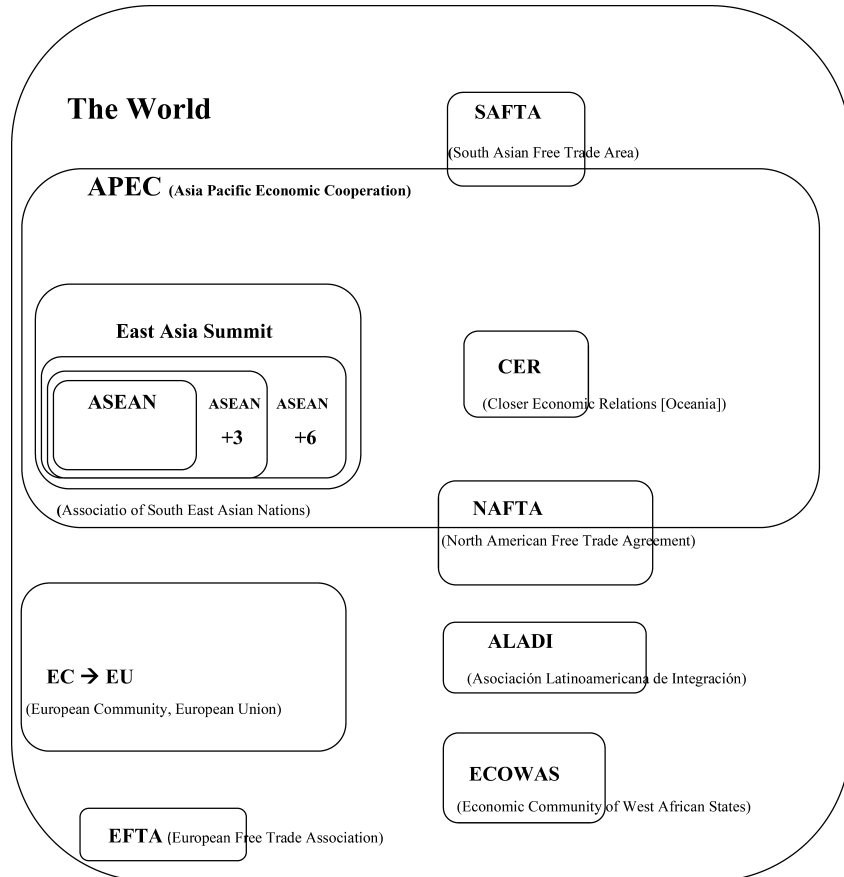 The World
SAFTA
(South Asian Free Trade Area)
APEC (Asia Pacific Economic Cooperation)
East Asia Summit
ASEAN
ASEAN
+3
ASEAN
+6
(Associatio of South East Asian Nations)
CER
(Closer Economic Relations [Oceania])
NAFTA
(North American Free Trade Agreement)
EC → EU
(European Community, European Union)
ALADI
(Asociación Latinoamericana de Integración)
ECOWAS
(Economic Community of West African States)
EFTA (European Free Trade Association)